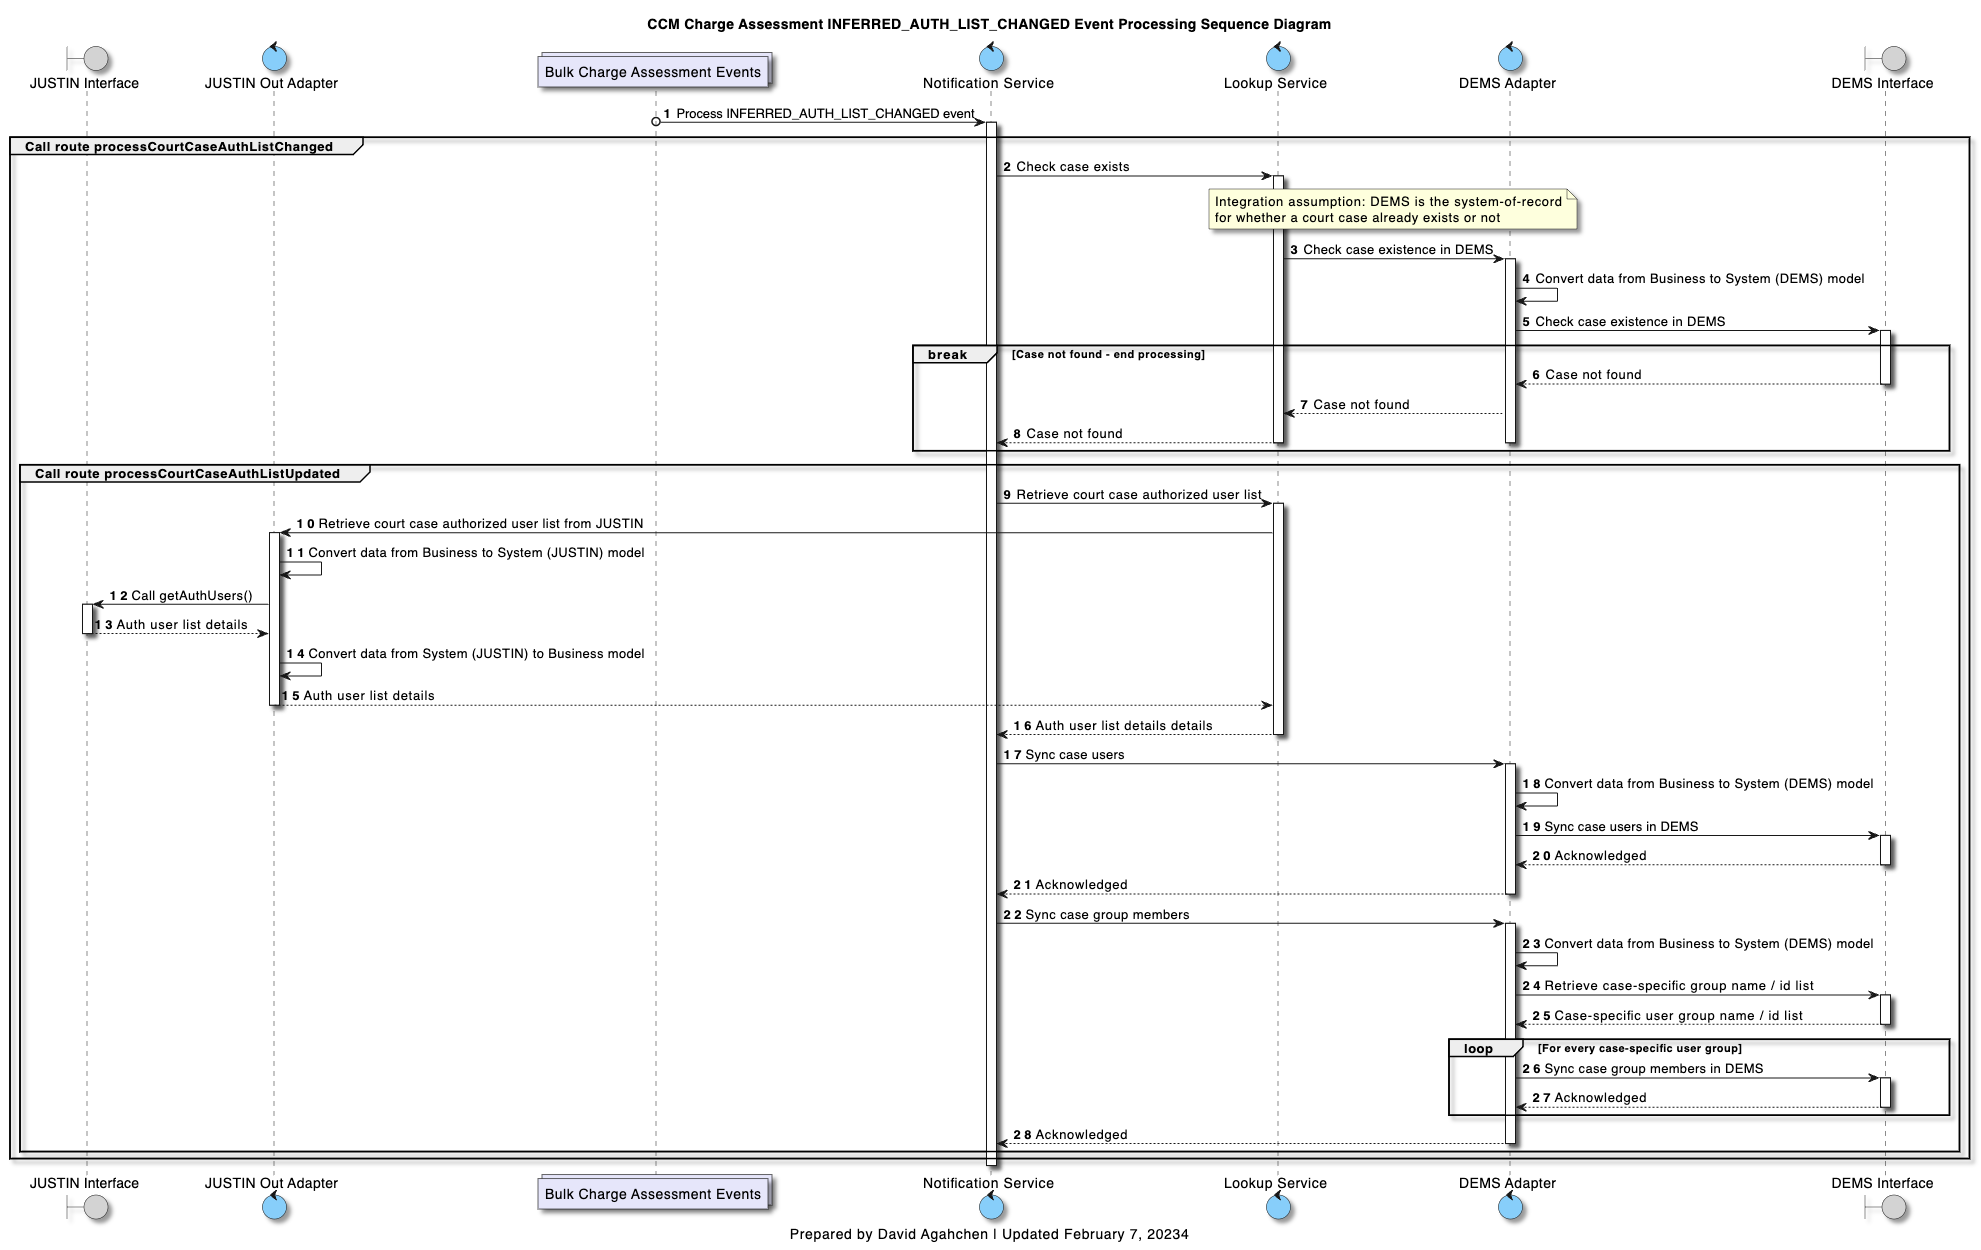 CCM Charge Assessment INFERRED_AUTH_LIST_CHANGED Event Processing Sequence Diagram
JUSTIN Interface
JUSTIN Out Adapter
Bulk Charge Assessment Events
Notification Service
Lookup Service
DEMS Adapter
DEMS Interface
1 Process INFERRED_AUTH_LIST_CHANGED event
Call route processCourtCaseAuthListChanged
2 Check case exists
Integration assumption: DEMS is the system-of-record
for whether a court case already exists or not
3 Check case existence in DEMS
4 Convert data from Business to System (DEMS) model
5 Check case existence in DEMS
break [Case not found - end processing]
6 Case not found
7 Case not found
8 Case not found
Call route processCourtCaseAuthListUpdated
9 Retrieve court case authorized user list
10 Retrieve court case authorized user list from JUSTIN
11 Convert data from Business to System (JUSTIN) model
12 Call getAuthUsers()
13 Auth user list details
14 Convert data from System (JUSTIN) to Business model
15 Auth user list details
16 Auth user list details details
17 Sync case users
18 Convert data from Business to System (DEMS) model
19 Sync case users in DEMS
20 Acknowledged
21 Acknowledged
22 Sync case group members
23 Convert data from Business to System (DEMS) model
24 Retrieve case-specific group name / id list
25 Case-specific user group name / id list
loop [For every case-specific user group]
26 Sync case group members in DEMS
27 Acknowledged
28 Acknowledged
JUSTIN Interface
JUSTIN Out Adapter
Bulk Charge Assessment Events
Notification Service
Lookup Service
DEMS Adapter
DEMS Interface
Prepared by David Agahchen | Updated February 7, 20234